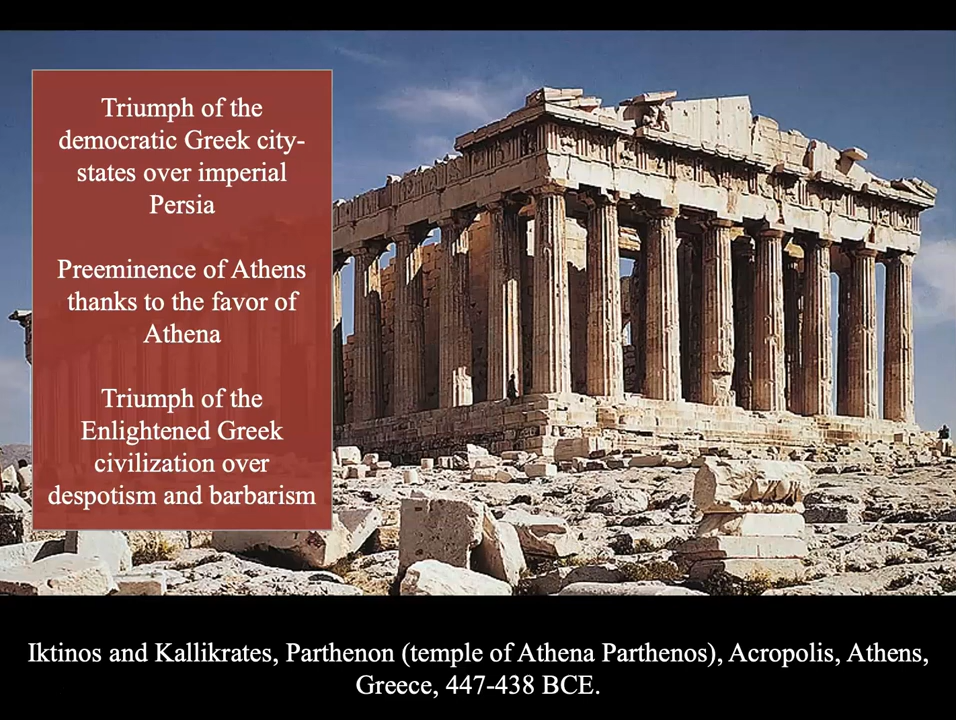 Triumph of the
democratic Greek city-
states over imperial
Persia
Preeminence of Athens
thanks to the favor of
Athena
Triumph of the
Enlightened Greek
civilization over
despotism and barbarism
Iktinos and Kallikrates, Parthenon (temple of Athena Parthenos), Acropolis, Athens,
Greece, 447-438 BCE.